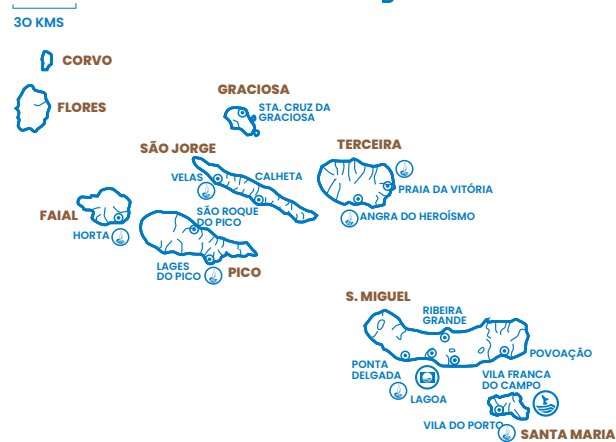 30 KMS
CORVO
FLORES
GRACIOSA
STA. CRUZ DA
GRACIOSA
SÃO JORGE
VELAS
CALHETA
TERCEIRA
PRAIA DA VITÓRIA
ANGRA DO HEROÍSMO
FAIAL
HORTA
SÃO ROQUE
DO PICO
LAGES
DO PICO
PICO
S. MIGUEL
RIBEIRA
GRANDE
POVOAÇÃO
PONTA
DELGADA
LAGOA
VILA FRANCA
DO CAMPO
VILA DO PORTO
SANTA MARIA